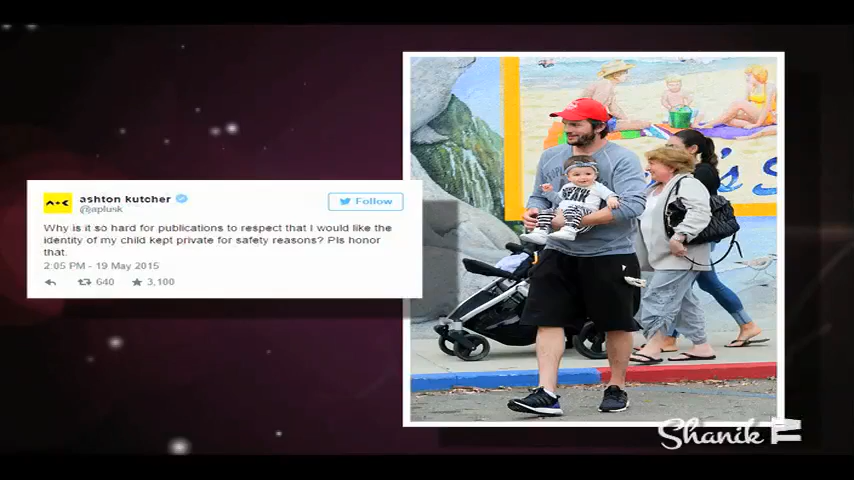 ashton kutcher
@aplusk
Follow
Why is it so hard for publications to respect that I would like the
identity of my child kept private for safety reasons? Pls honor
that.
2:05 PM - 19 May 2015
640
3,100